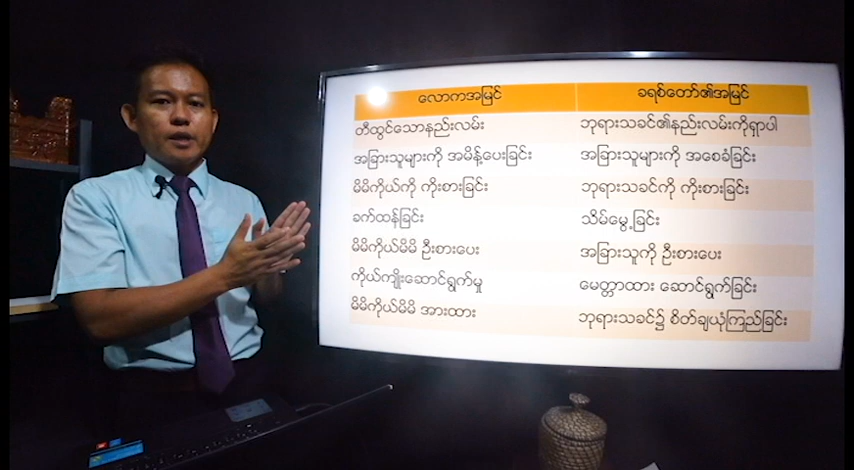 လောကအမြင် ခရစ်တော်၏အမြင်
တီထွင်သောနည်းလမ်း ဘုရားသခင်၏နည်းလမ်းကိုရှာပါ
အခြားသူများကို အမိန့်ပေးခြင်း အခြားသူများကို အစေခံခြင်း
မိမိကိုယ်ကို ကိုးစားခြင်း ဘုရားသခင်ကို ကိုးစားခြင်း
ခက်ထန်ခြင်း သိမ်မွေ့ခြင်း
မိမိကိုယ်မိမိ ဦးစားပေး အခြားသူကို ဦးစားပေး
ကိုယ်ကျိုးဆောင်ရွက်မှု မေတ္တာထား ဆောင်ရွက်ခြင်း
မိမိကိုယ်မိမိ အားထား ဘုရားသခင်၌ စိတ်ချယုံကြည်ခြင်း